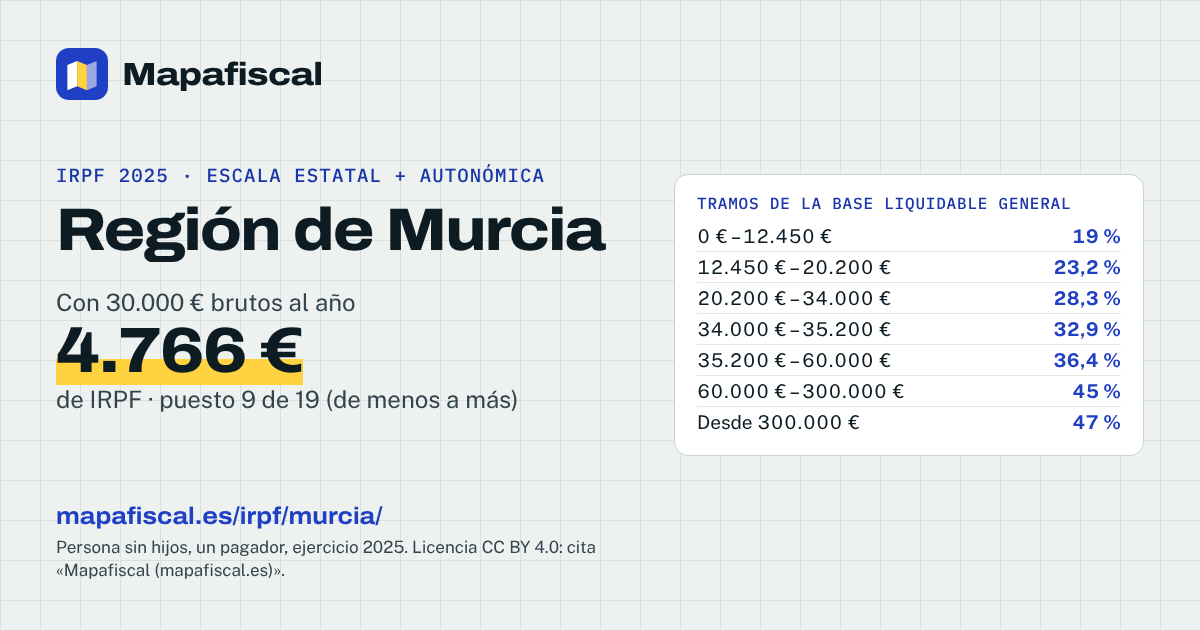 Mapafiscal
IRPF 2025 · ESCALA ESTATAL + AUTONÓMICA
Región de Murcia
Con 30.000 € brutos al año
4.766 €
de IRPF · puesto 9 de 19 (de menos a más)
TRAMOS DE LA BASE LIQUIDABLE GENERAL
0 €–12.450 € 19 %
12.450 €–20.200 € 23,2 %
20.200 €–34.000 € 28,3 %
34.000 €–35.200 € 32,9 %
35.200 €–60.000 € 36,4 %
60.000 €–300.000 € 45 %
Desde 300.000 € 47 %
mapafiscal.es/irpf/murcia/
Persona sin hijos, un pagador, ejercicio 2025. Licencia CC BY 4.0: cita
«Mapafiscal (mapafiscal.es)».